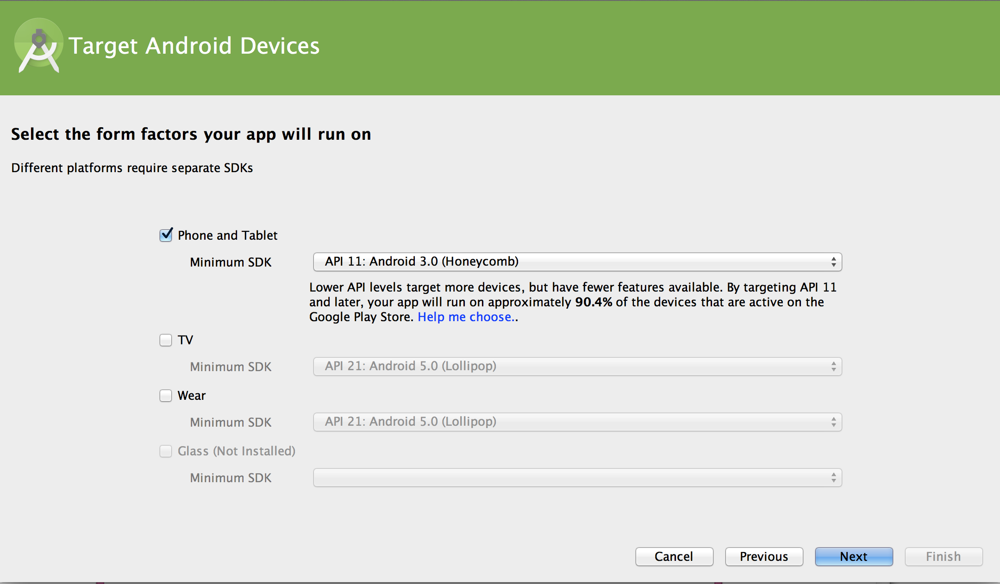 Target Android Devices
Select the form factors your app will run on
Different platforms require separate SDKs
Phone and Tablet
Minimum SDK
API 11: Android 3.0 (Honeycomb)
Lower API levels target more devices, but have fewer features available. By targeting API 11
and later, your app will run on approximately 90.4% of the devices that are active on the
Google Play Store. Help me choose..
TV
Minimum SDK
API 21: Android 5.0 (Lollipop)
Wear
Minimum SDK
API 21: Android 5.0 (Lollipop)
Glass (Not Installed)
Minimum SDK
Cancel
Previous
Next
Finish